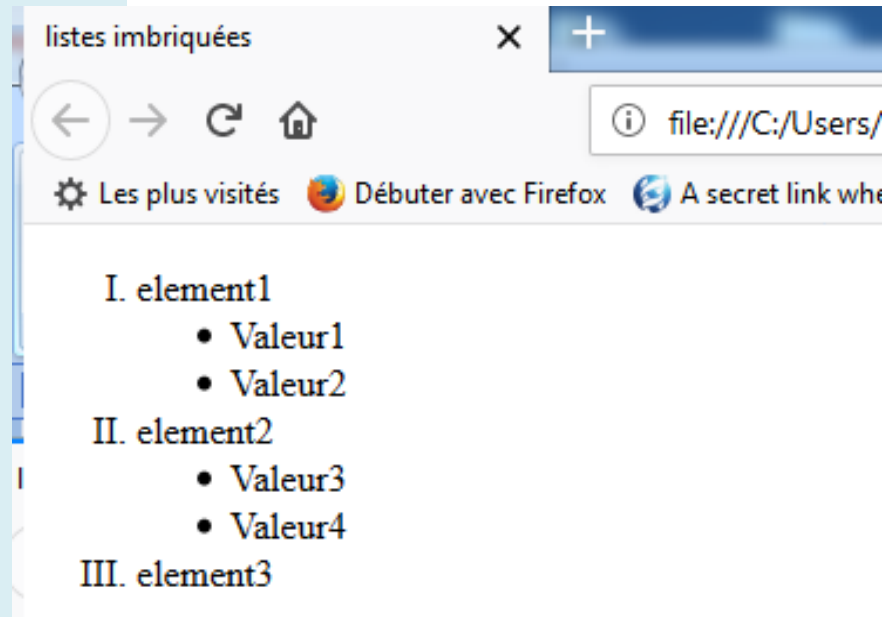 listes imbriquées
file:///C:/Users/
Les plus visités Débuter avec Firefox A secret link whe
I. element1
• Valeur1
• Valeur2
II. element2
• Valeur3
• Valeur4
III. element3